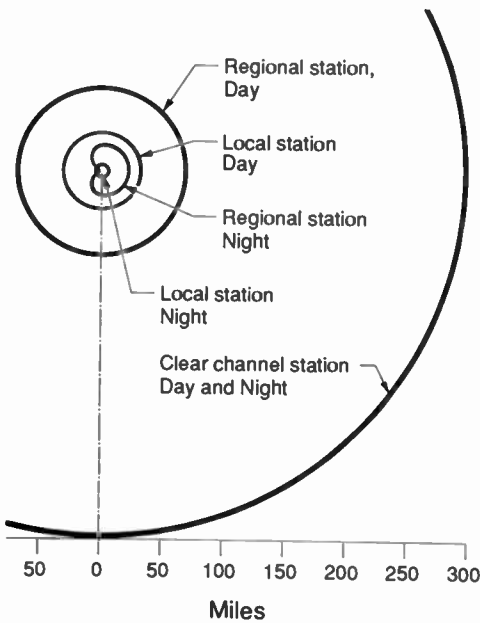 Regional station,
Day
Local station
Day
Regional station
Night
Local station
Night
Clear channel station
Day and Night
50 0 50 100 150 200 250 300
Miles